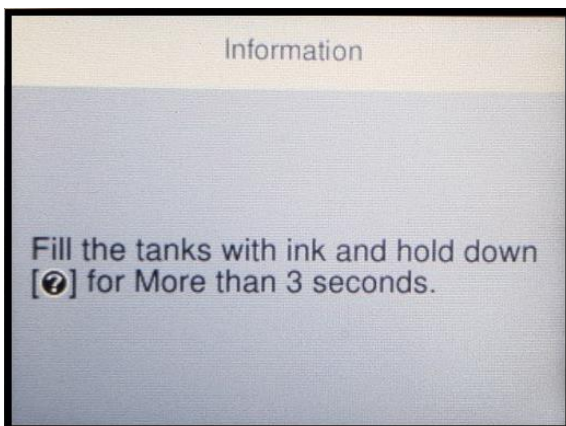 Information
Fill the tanks with ink and hold down
[?] for More than 3 seconds.